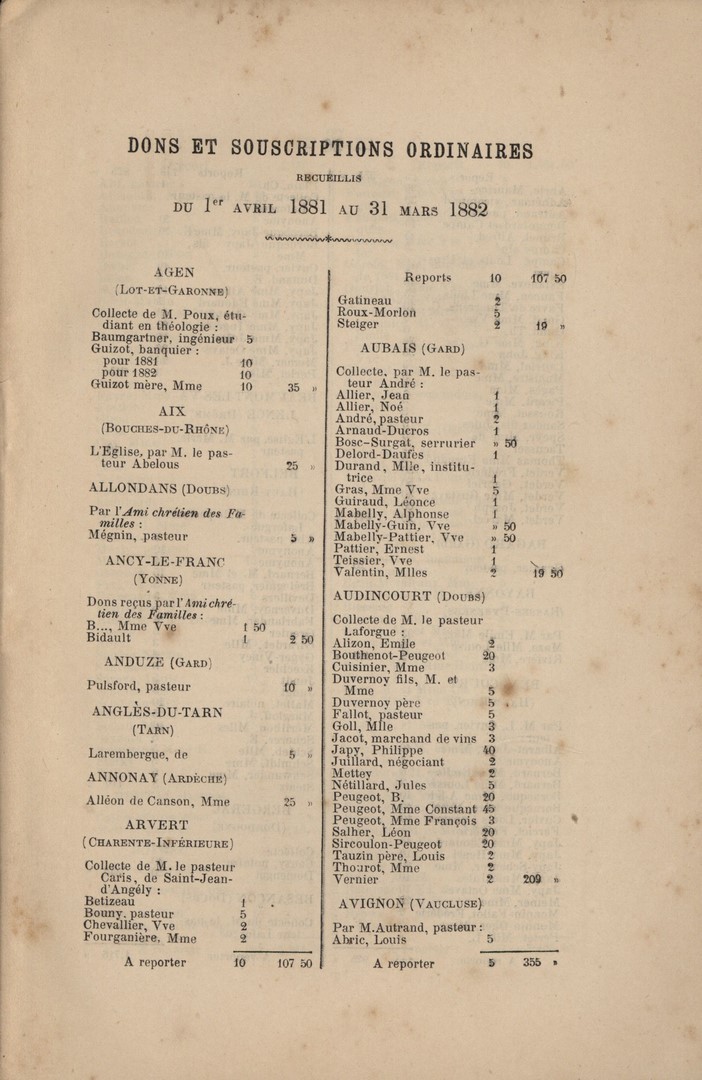 DONS ET SOUSCRIPTIONS ORDINAIRES
RECUEILLIS
DU 1er AVRIL 1881 AU 31 MARS 1882
AGEN
(LOT-ET-GARONNE)
Collecte de M. Poux, étu-
diant en théologie :
Baumgartner, ingénieur 5
Guizot, banquier :
pour 1881 10
pour 1882 10
Guizot mère, Mme 10 35 »
AIX
(BOUCHES-DU-RHÔNE)
L'Eglise, par M. le pas-
teur Abelous 25 »
ALLONDANS (DOUBS)
Par l'Ami chrétien des Fa-
milles :
Mégnin, pasteur 5 »
ANCY-LE-FRANC
(YONNE)
Dons reçus par l'Ami chré-
tien des Familles :
B..., Mme Vve 1 50
Bidault 1 2 50
ANDUZE (GARD)
Pulsford, pasteur 10 »
ANGLÈS-DU-TARN
(TARN)
Larembergue, de 5 »
ANNONAY (ARDÈCHE)
Alléon de Canson, Mme 25 »
ARVERT
(CHARENTE-INFÉRIEURE)
Collecte de M. le pasteur
Caris, de Saint-Jean-
d'Angély :
Betizeau 1
Bouny, pasteur 5
Chevallier, Vve 2
Fourganière, Mme 2
A reporter 10 107 50
Reports 10 107 50
Gatineau 2
Roux-Morlon 5
Steiger 2 19 »
AUBAIS (GARD)
Collecte, par M. le pas-
teur André :
Allier, Jean 1
Allier, Noé 1
André, pasteur 2
Arnaud-Ducros 1
Bosc-Surgat, serrurier » 50
Delord-Daufès 1
Durand, Mlle, institu-
trice 1
Gras, Mme Vve 5
Guiraud, Léonce 1
Mabelly, Alphonse 1
Mabelly-Guin, Vve » 50
Mabelly-Pattier, Vve » 50
Pattier, Ernest 1
Teissier, Vve 1
Valentin, Mlles 2 19 50
AUDINCOURT (DOUBS)
Collecte de M. le pasteur
Laforgue :
Alizon, Emile 2
Bouthenot-Peugeot 20
Cuisinier, Mme 3
Duvernoy fils, M. et
Mme 5
Duvernoy père 5
Fallot, pasteur 5
Goll, Mlle 3
Jacot, marchand de vins 3
Japy, Philippe 40
Juillard, négociant 2
Mettey 2
Nétillard, Jules 5
Peugeot, B. 20
Peugeot, Mme Constant 45
Peugeot, Mme François 3
Salher, Léon 20
Sircoulon-Peugeot 20
Tauzin père, Louis 2
Thourot, Mme 2
Vernier 2 209 »
AVIGNON (VAUCLUSE)
Par M. Autrand, pasteur :
Abric, Louis 5
A reporter 5 355 »